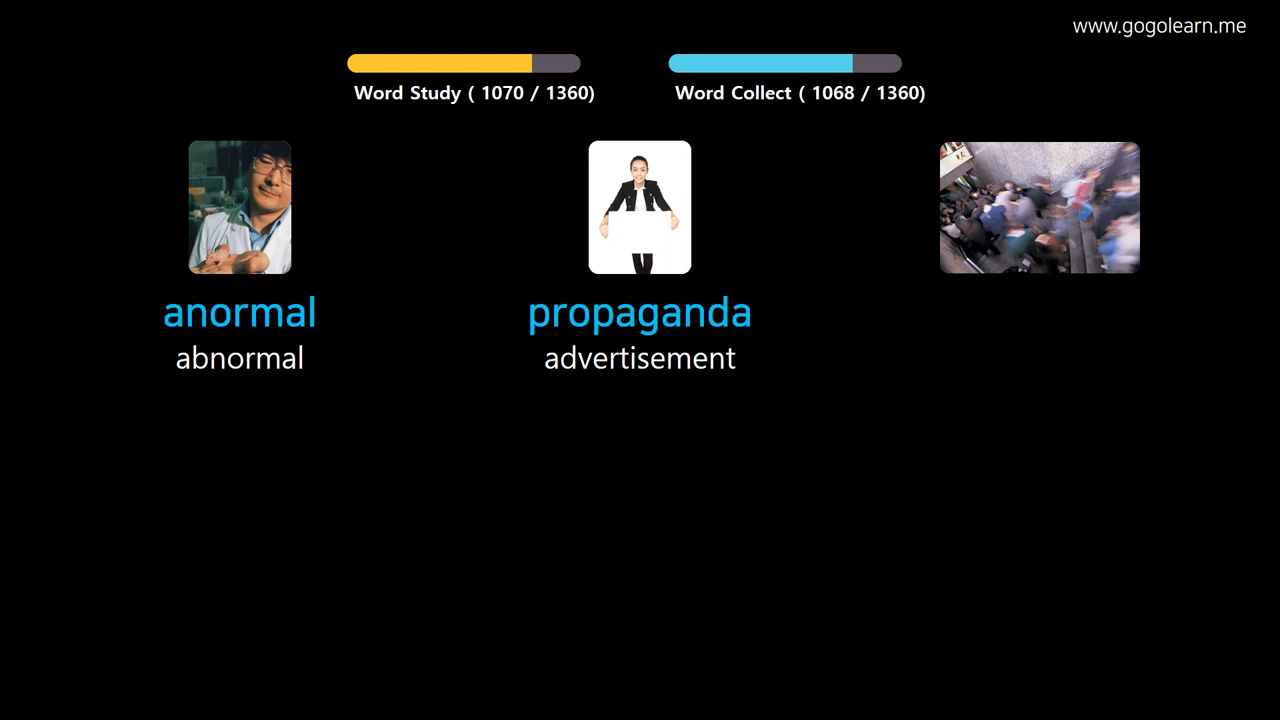 www.gogolearn.me
Word Study ( 1070 / 1360)
Word Collect ( 1068 / 1360)
anormal
propaganda
abnormal
advertisement